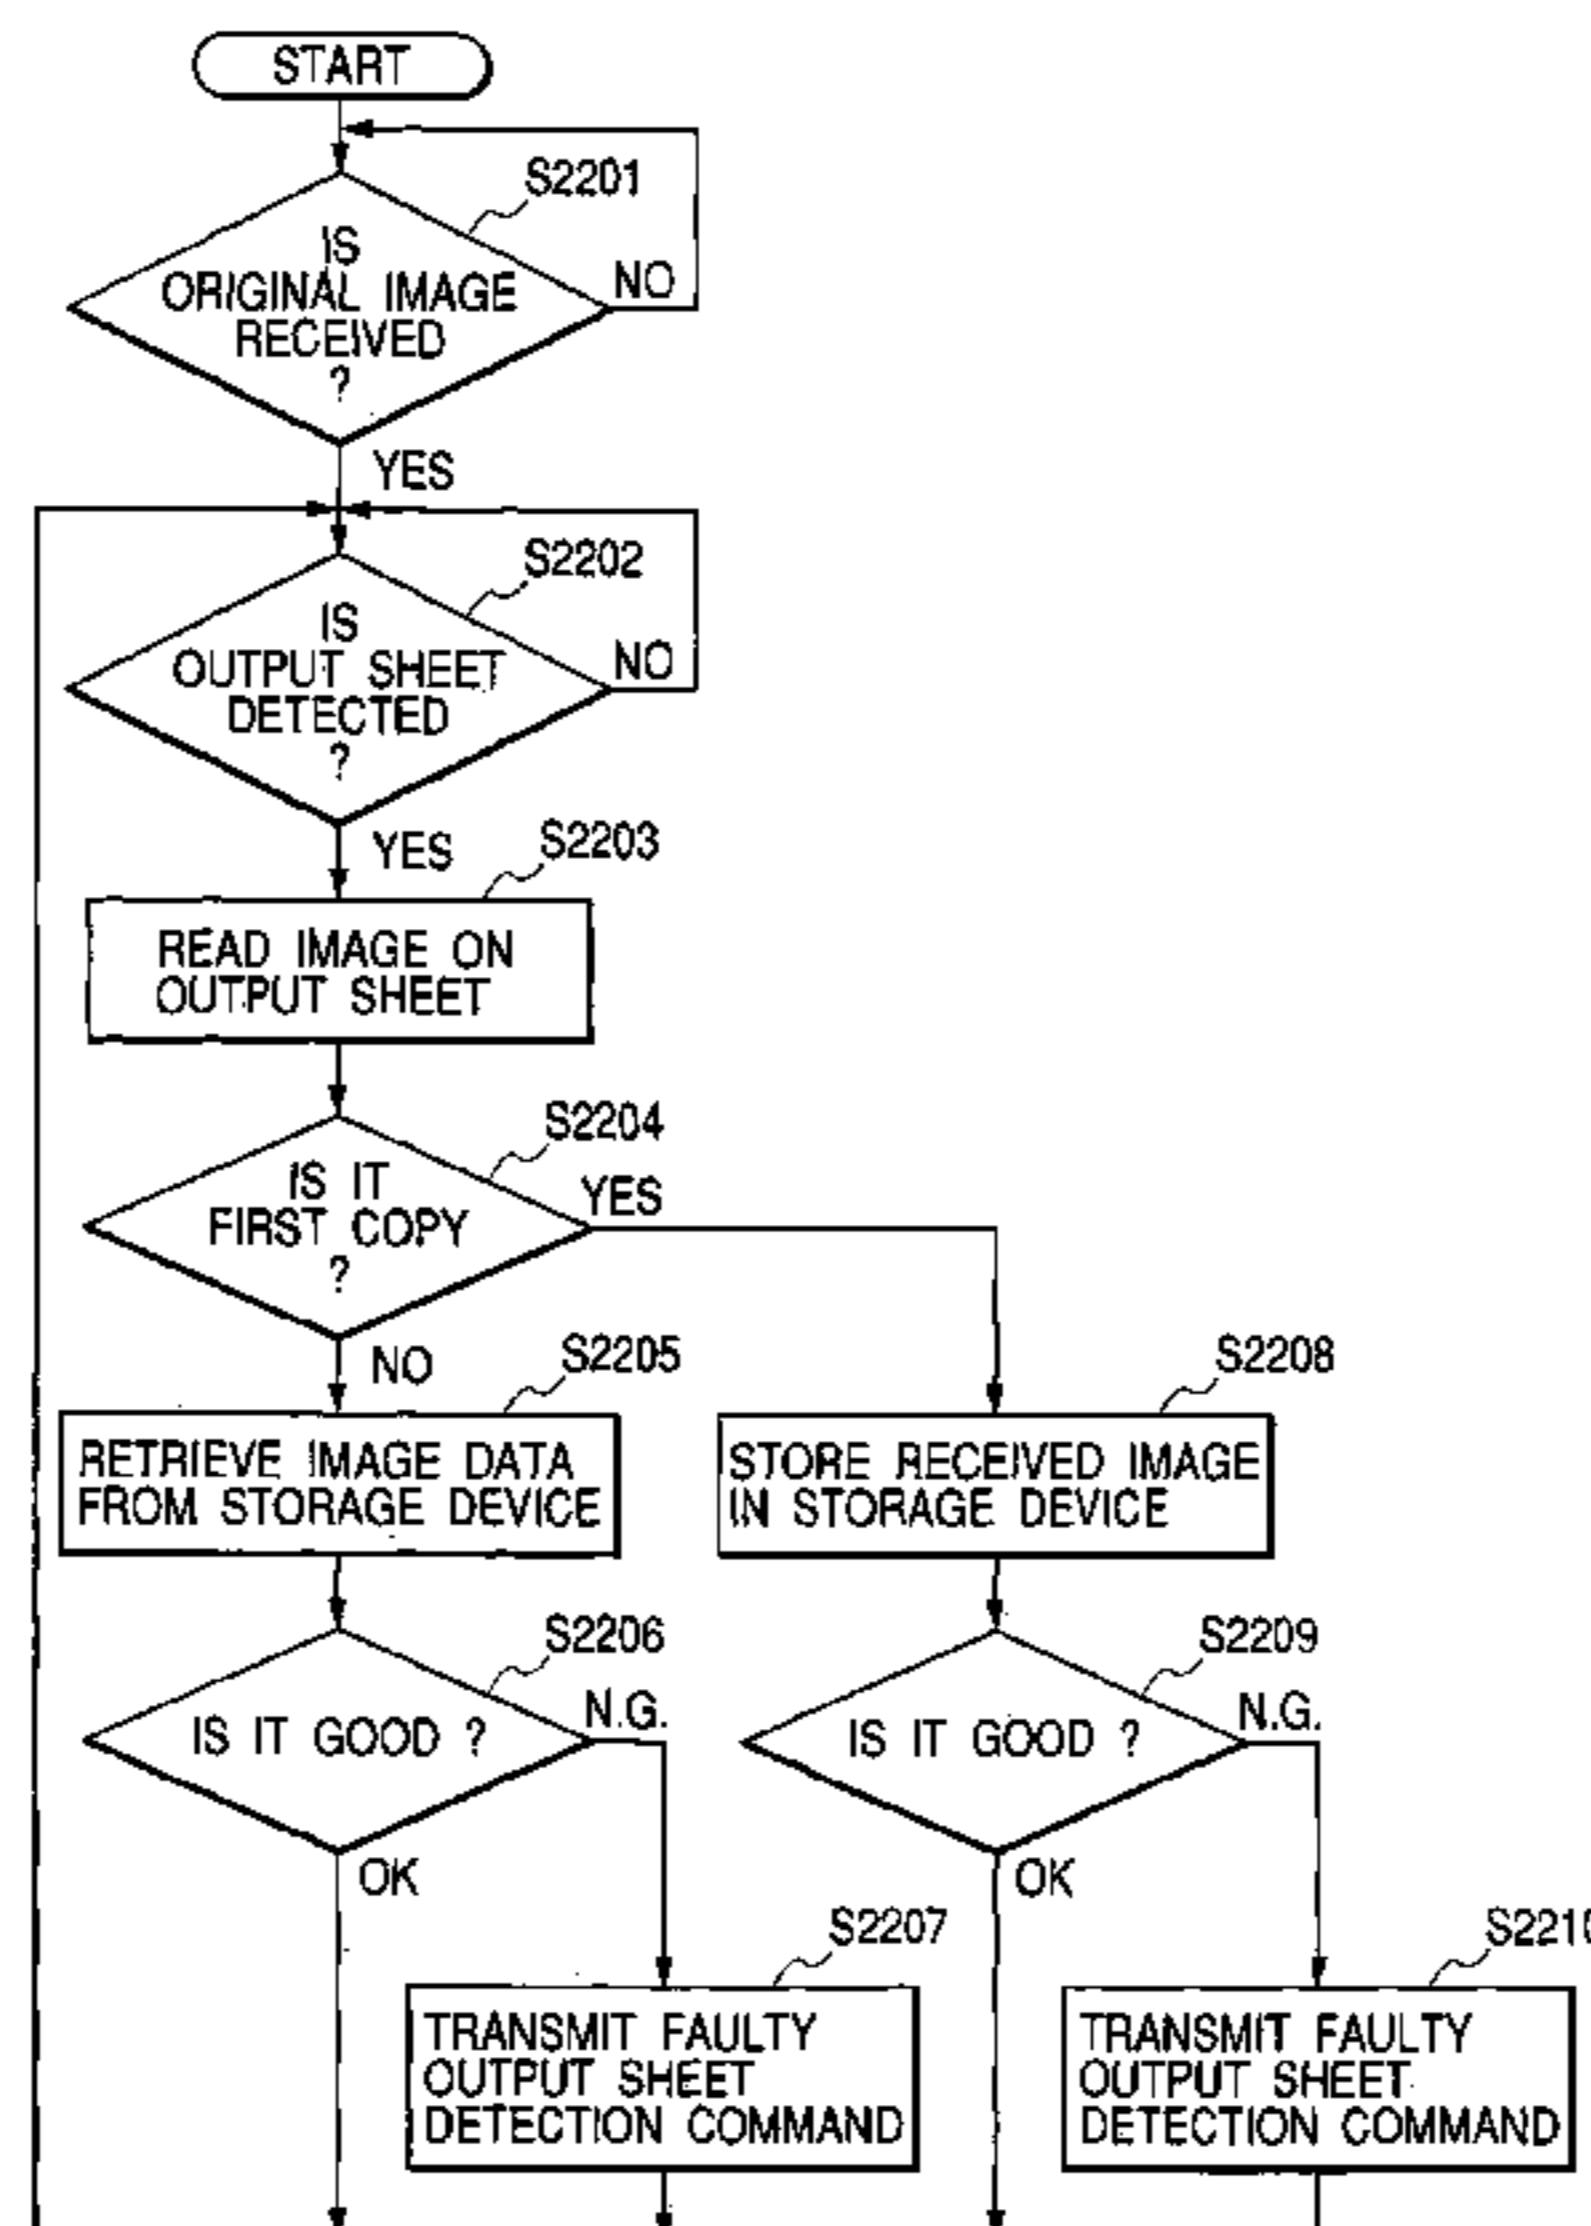 START
S2201
IS
ORIGINAL IMAGE
RECEIVED
?
NO
YES
S2202
IS
OUTPUT SHEET
DETECTED
?
NO
YES
S2203
READ IMAGE ON
OUTPUT SHEET
S2204
IS IT
FIRST COPY
?
YES
NO
S2205
RETRIEVE IMAGE DATA
FROM STORAGE DEVICE
S2208
STORE RECEIVED IMAGE
IN STORAGE DEVICE
S2206
IS IT GOOD ?
N.G.
OK
S2209
IS IT GOOD ?
N.G.
OK
S2207
TRANSMIT FAULTY
OUTPUT SHEET
DETECTION COMMAND
S2210
TRANSMIT FAULTY
OUTPUT SHEET
DETECTION COMMAND